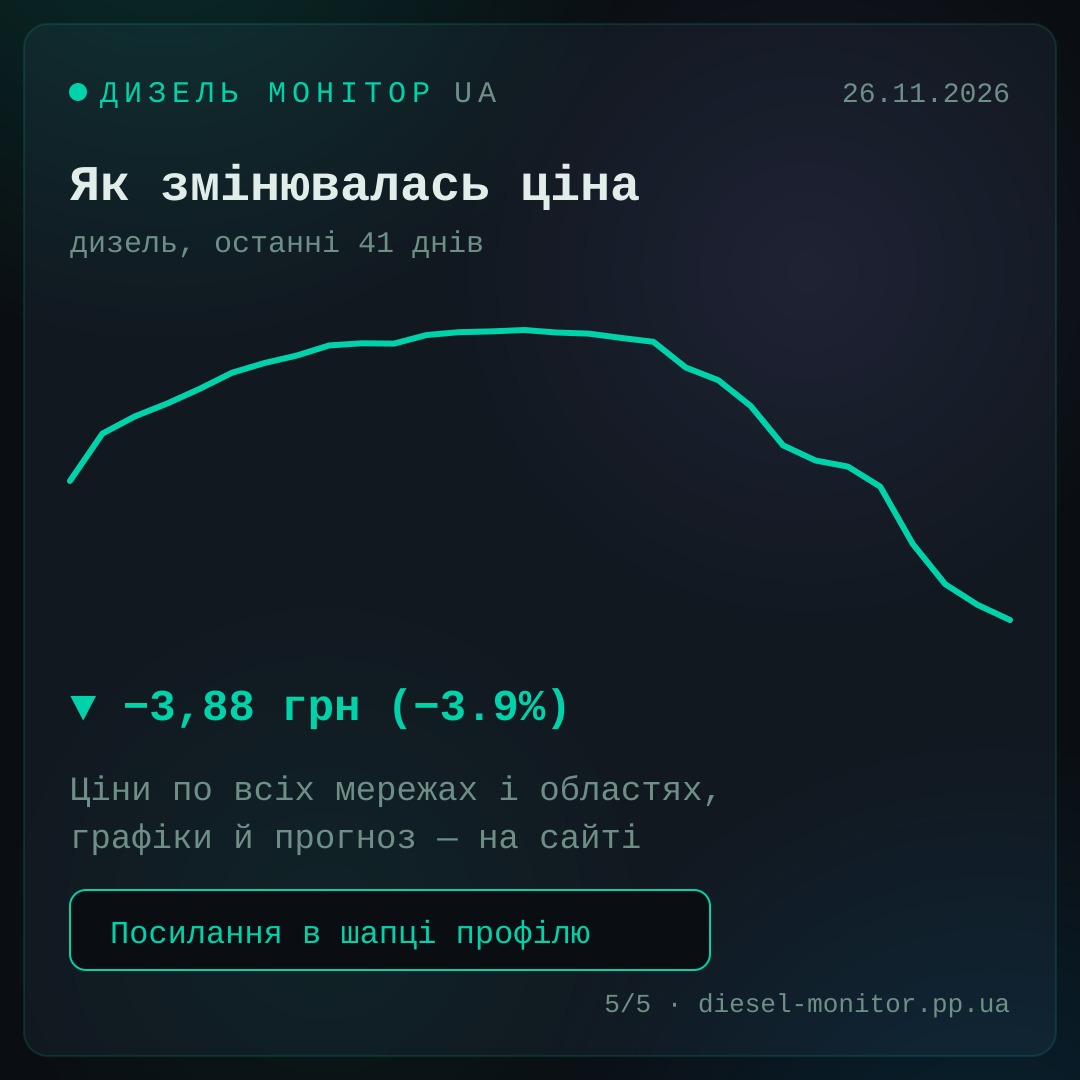 ДИЗЕЛЬ МОНІТОР UA
26.11.2026
Як змінювалась ціна
дизель, останні 41 днів
▼ −3,88 грн (−3.9%)
Ціни по всіх мережах і областях,
графіки й прогноз — на сайті
Посилання в шапці профілю
5/5 · diesel-monitor.pp.ua